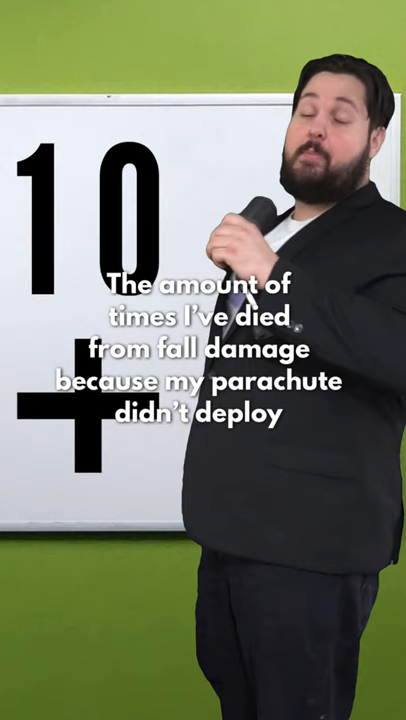 10
+
The amount of
times I've died
from fall damage
because my parachute
didn't deploy